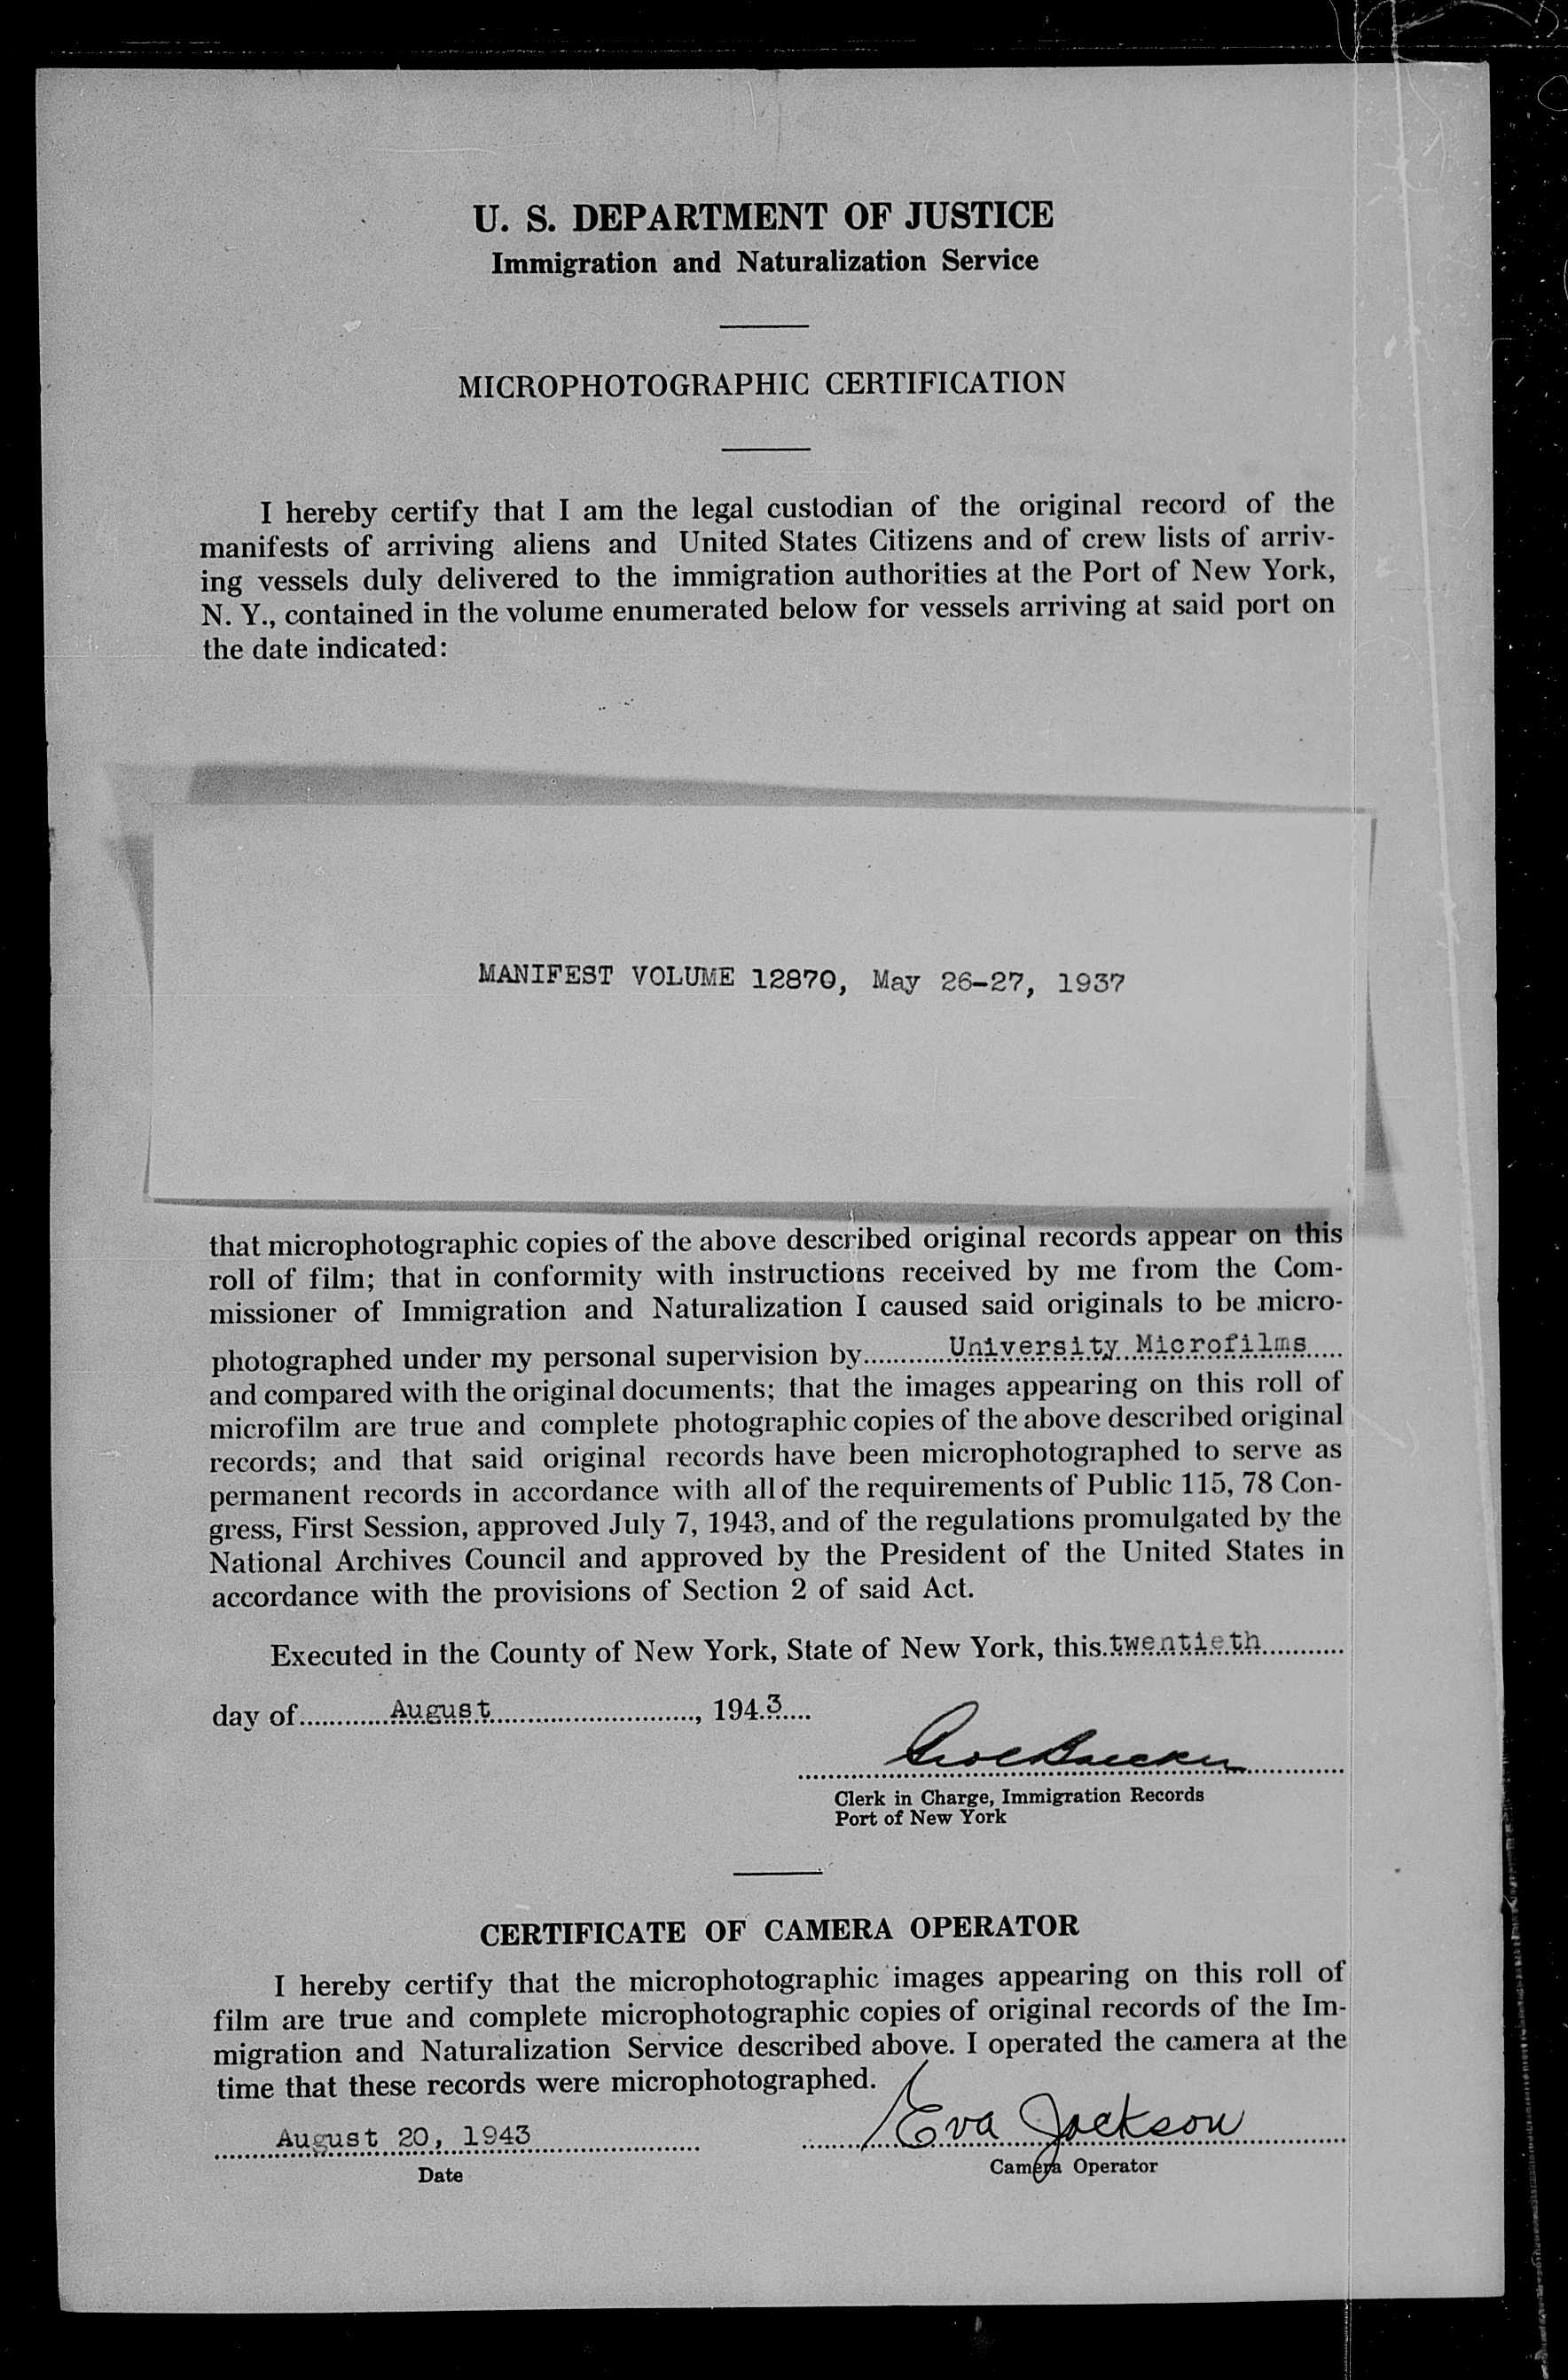 U. S. DEPARTMENT OF JUSTICE
Immigration and Naturalization Service
MICROPHOTOGRAPHIC CERTIFICATION
I hereby certify that I am the legal custodian of the original record of the
manifests of arriving aliens and United States Citizens and of crew lists of arriv-
ing vessels duly delivered to the immigration authorities at the Port of New York,
N. Y., contained in the volume enumerated below for vessels arriving at said port on
the date indicated:
MANIFEST VOLUME 12870, May 26-27, 1937
that microphotographic copies of the above described original records appear on this
roll of film; that in conformity with instructions received by me from the Com-
missioner of Immigration and Naturalization I caused said originals to be micro-
photographed under my personal supervision by............University Microfilms.....
and compared with the original documents; that the images appearing on this roll of
microfilm are true and complete photographic copies of the above described original
records; and that said original records have been microphotographed to serve as
permanent records in accordance with all of the requirements of Public 115, 78 Con-
gress, First Session, approved July 7, 1943, and of the regulations promulgated by the
National Archives Council and approved by the President of the United States in
accordance with the provisions of Section 2 of said Act.
Executed in the County of New York, State of New York, this twentieth
day of August, 1943
Clerk in Charge, Immigration Records
Port of New York
CERTIFICATE OF CAMERA OPERATOR
I hereby certify that the microphotographic images appearing on this roll of
film are true and complete microphotographic copies of original records of the Im-
migration and Naturalization Service described above. I operated the camera at the
time that these records were microphotographed.
August 20, 1943 Eva Jackson
Date Camera Operator